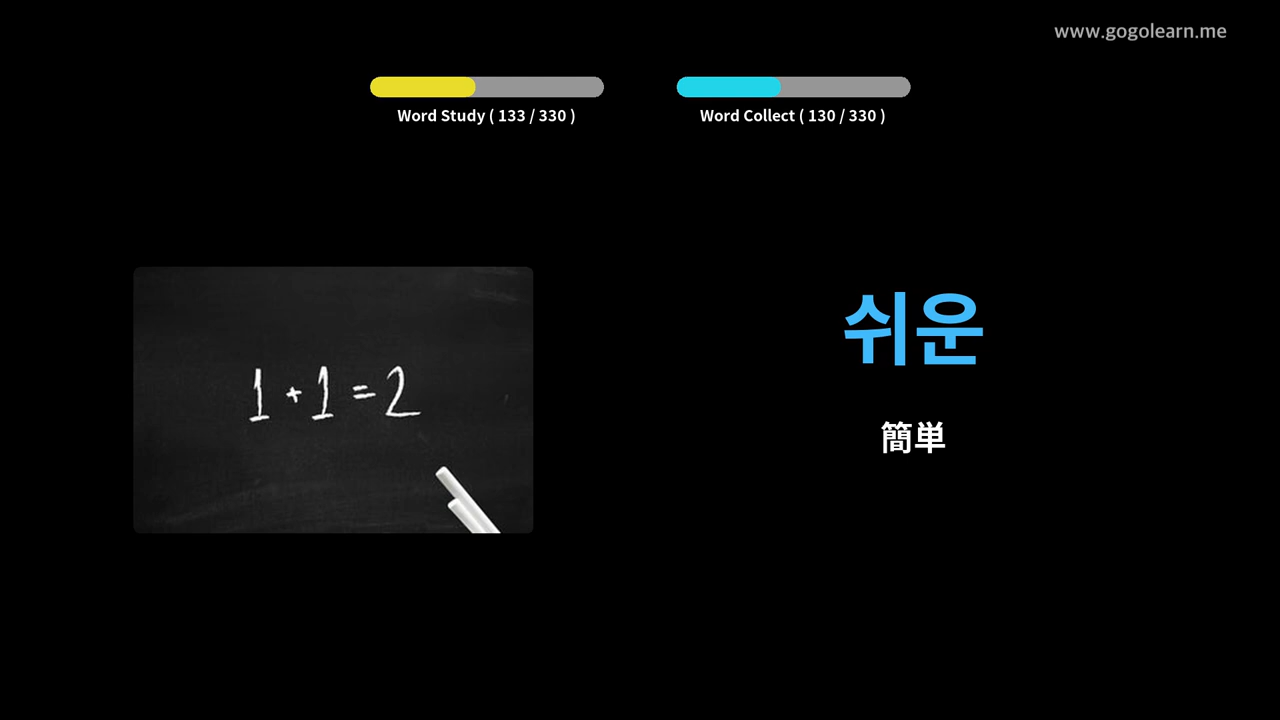 www.gogolearn.me
Word Study ( 133 / 330 )
Word Collect ( 130 / 330 )
1 + 1 = 2
쉬운
簡単